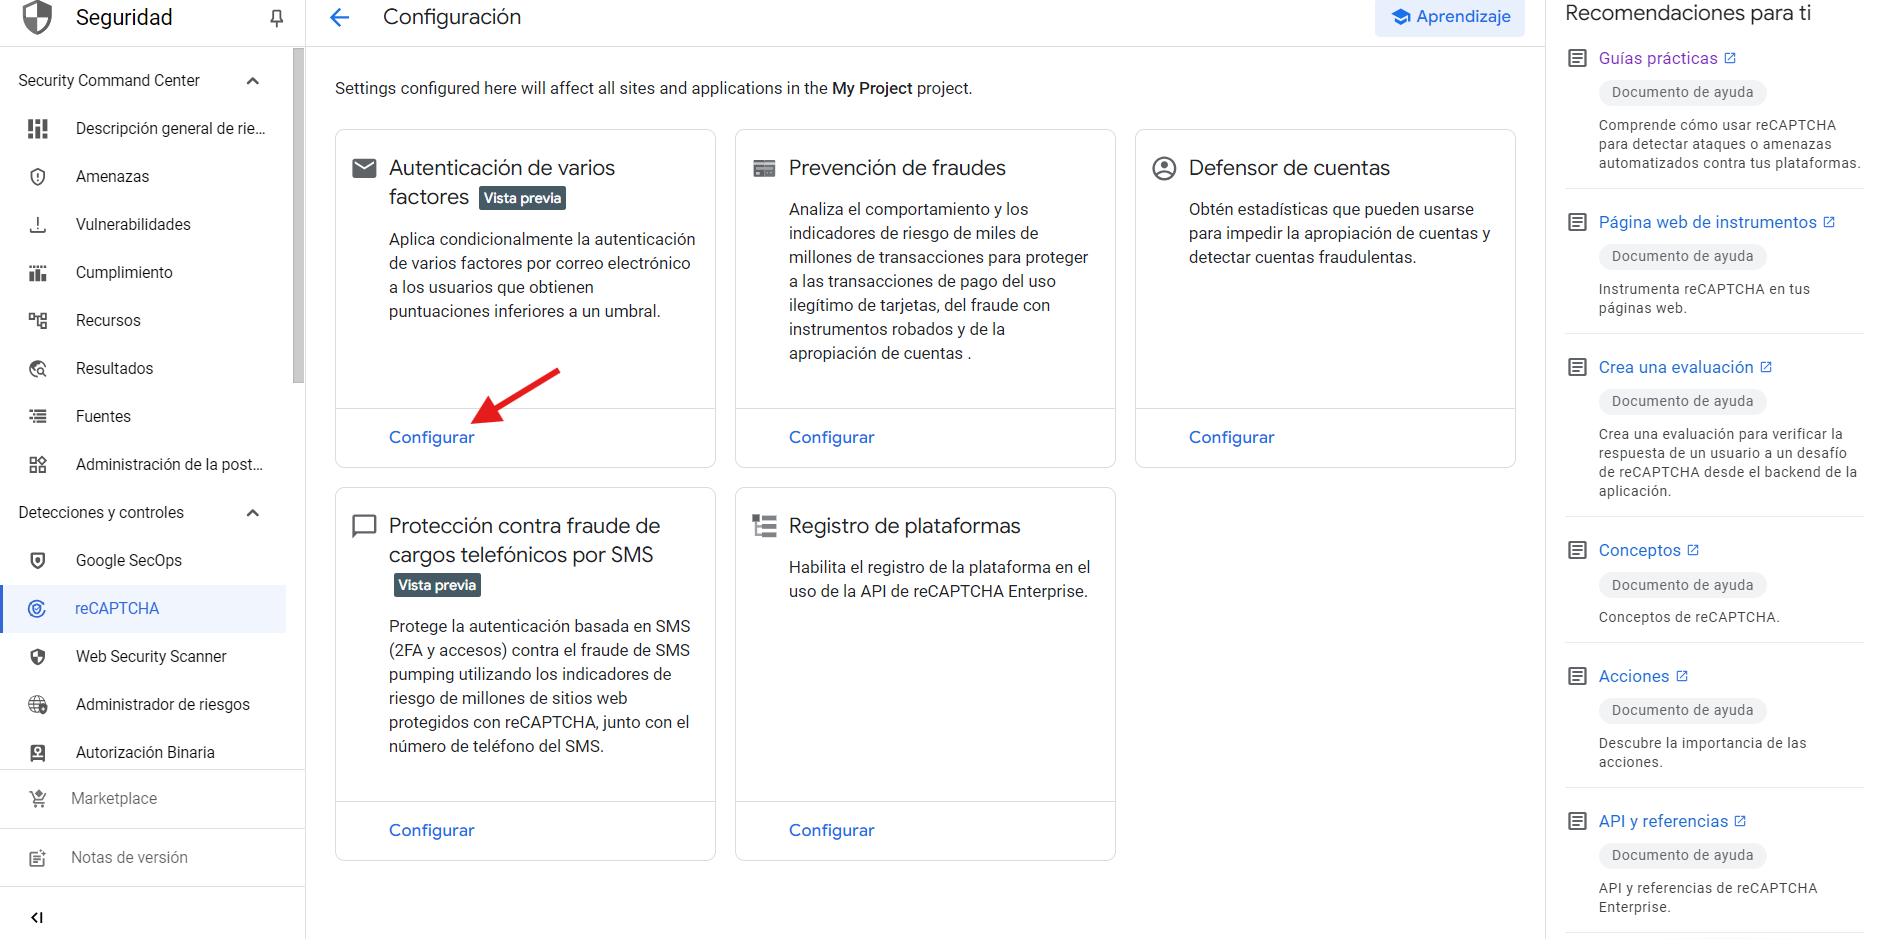 Seguridad
Security Command Center
Descripción general de rie...
Amenazas
Vulnerabilidades
Cumplimiento
Recursos
Resultados
Fuentes
Administración de la post...
Detecciones y controles
Google SecOps
reCAPTCHA
Web Security Scanner
Administrador de riesgos
Autorización Binaria
Marketplace
Notas de versión
Configuración
Aprendizaje
Settings configured here will affect all sites and applications in the My Project project.
Autenticación de varios
factores Vista previa
Aplica condicionalmente la autenticación
de varios factores por correo electrónico
a los usuarios que obtienen
puntuaciones inferiores a un umbral.
Configurar
Prevención de fraudes
Analiza el comportamiento y los
indicadores de riesgo de miles de
millones de transacciones para proteger
a las transacciones de pago del uso
ilegítimo de tarjetas, del fraude con
instrumentos robados y de la
apropiación de cuentas .
Configurar
Defensor de cuentas
Obtén estadísticas que pueden usarse
para impedir la apropiación de cuentas y
detectar cuentas fraudulentas.
Configurar
Protección contra fraude de
cargos telefónicos por SMS
Vista previa
Protege la autenticación basada en SMS
(2FA y accesos) contra el fraude de SMS
pumping utilizando los indicadores de
riesgo de millones de sitios web
protegidos con reCAPTCHA, junto con el
número de teléfono del SMS.
Configurar
Registro de plataformas
Habilita el registro de la plataforma en el
uso de la API de reCAPTCHA Enterprise.
Configurar
Recomendaciones para ti
Guías prácticas
Documento de ayuda
Comprende cómo usar reCAPTCHA
para detectar ataques o amenazas
automatizados contra tus plataformas.
Página web de instrumentos
Documento de ayuda
Instrumenta reCAPTCHA en tus
páginas web.
Crea una evaluación
Documento de ayuda
Crea una evaluación para verificar la
respuesta de un usuario a un desafío
de reCAPTCHA desde el backend de la
aplicación.
Conceptos
Documento de ayuda
Conceptos de reCAPTCHA.
Acciones
Documento de ayuda
Descubre la importancia de las
acciones.
API y referencias
Documento de ayuda
API y referencias de reCAPTCHA
Enterprise.